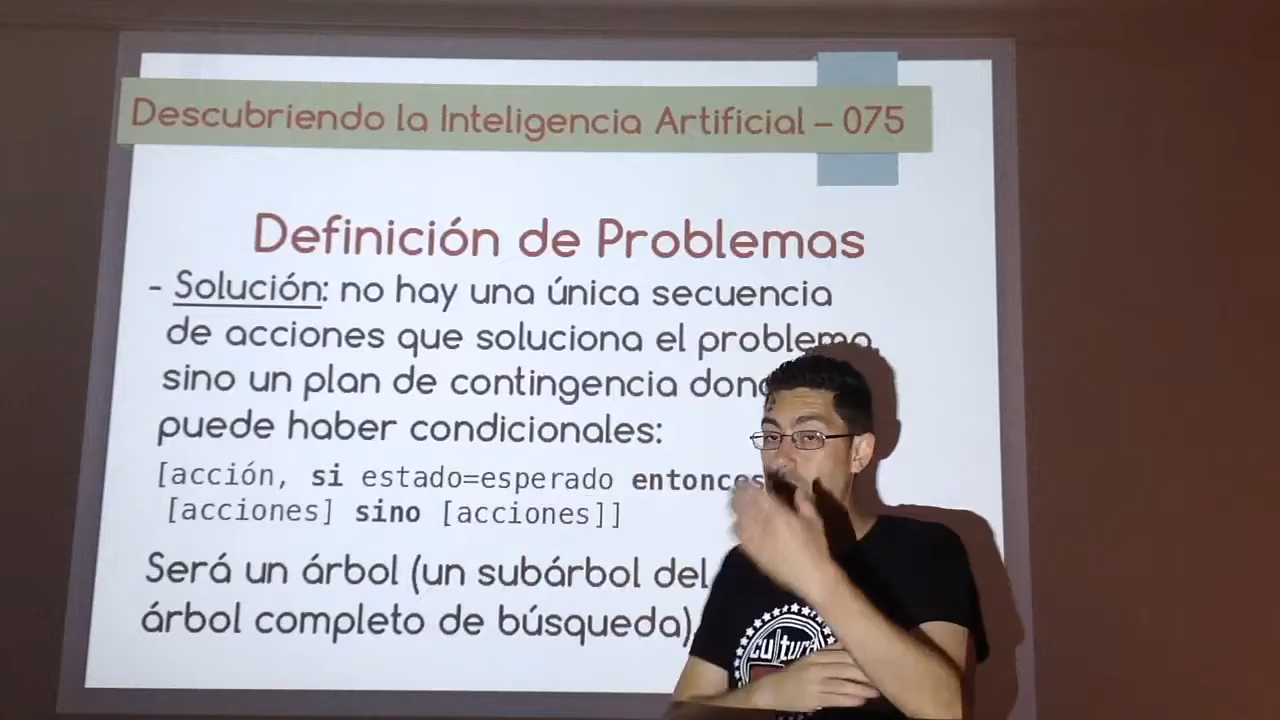 Descubriendo la Inteligencia Artificial – 075
Definición de Problemas
- Solución: no hay una única secuencia
de acciones que soluciona el problema
sino un plan de contingencia
puede haber condicionales:
[acción, si estado=esperado entonces
[acciones] sino [acciones]]
Será un árbol (un subárbol del
árbol completo de búsqueda)
cultura